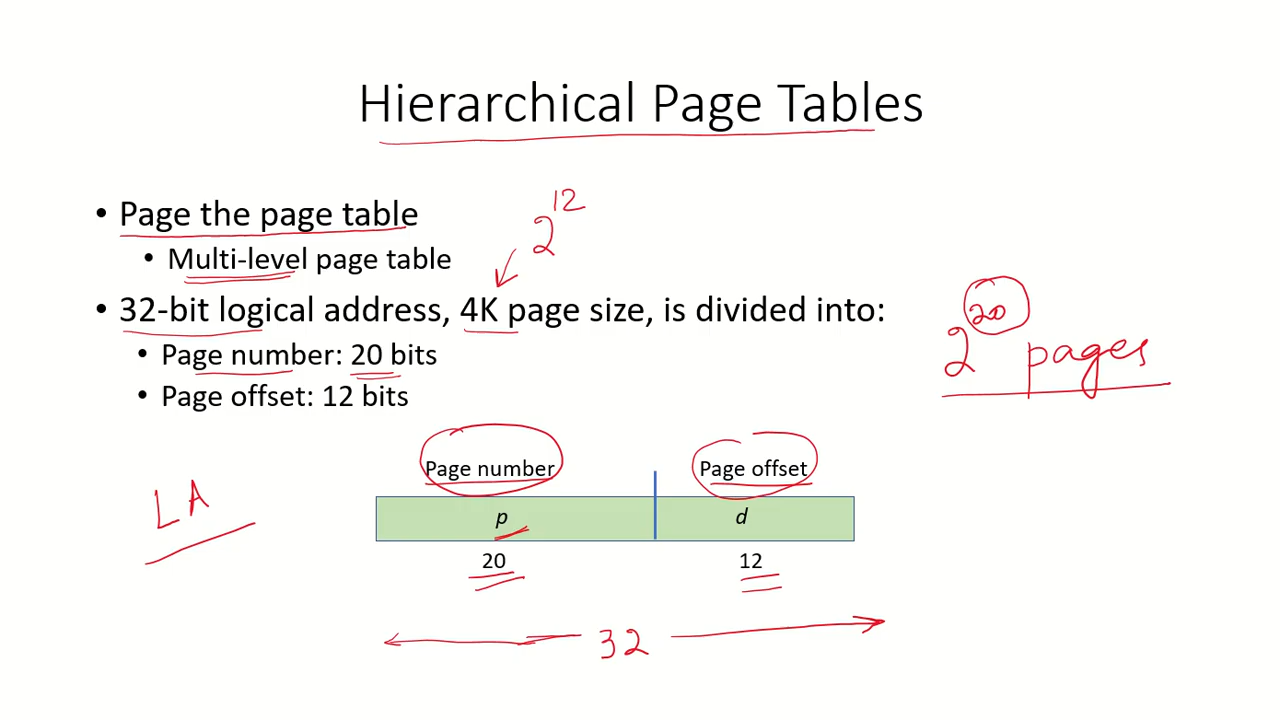 Hierarchical Page Tables
• Page the page table
2^12
• Multi-level page table
• 32-bit logical address, 4K page size, is divided into:
• Page number: 20 bits
2^20 pages
• Page offset: 12 bits
Page number Page offset
LA
p d
20 12
32